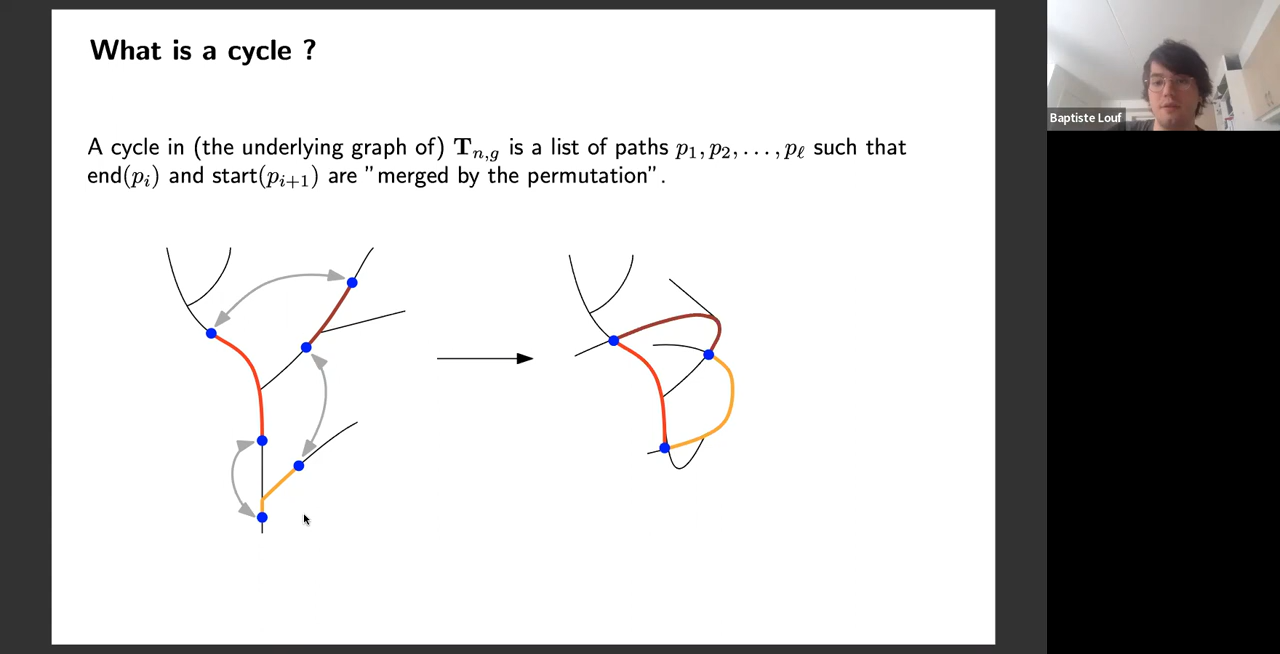 What is a cycle ?
A cycle in (the underlying graph of) T_{n,g} is a list of paths p_1, p_2, . . . , p_ℓ such that
end(p_i) and start(p_{i+1}) are "merged by the permutation".
Baptiste Louf